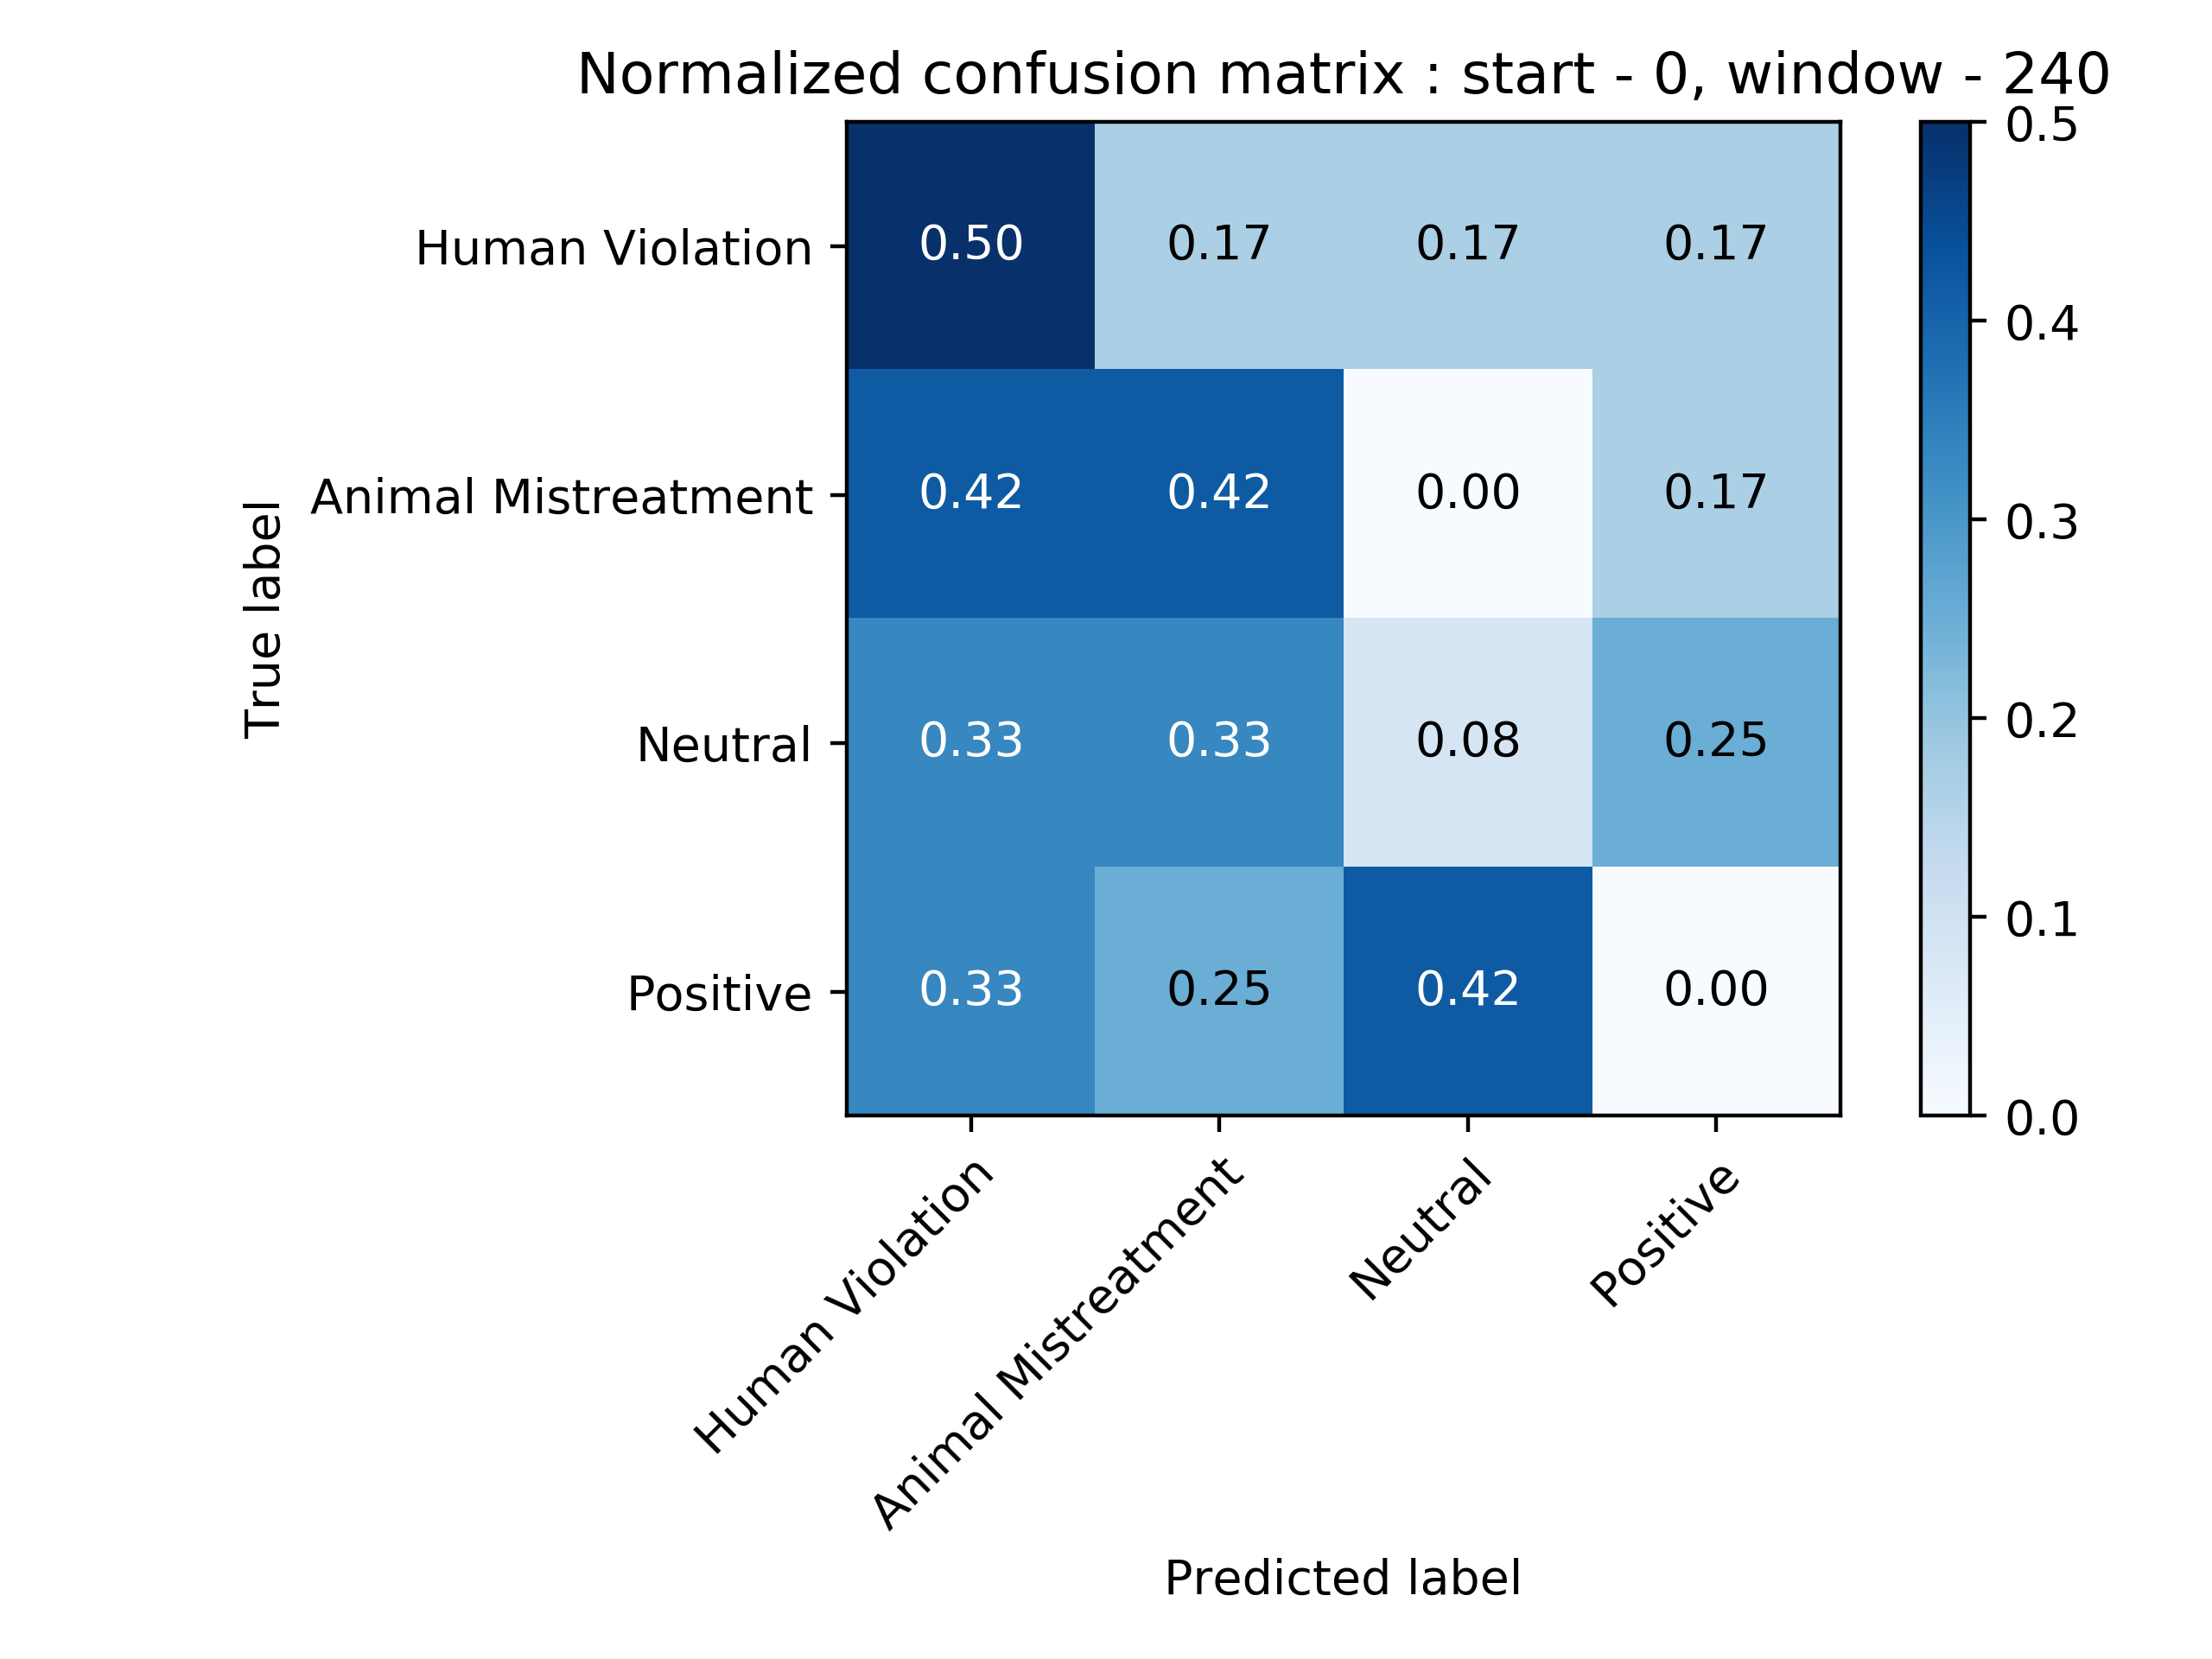 Normalized confusion matrix : start - 0, window - 240
True label
Human Violation
0.50 0.17 0.17 0.17
Animal Mistreatment
0.42 0.42 0.00 0.17
Neutral
0.33 0.33 0.08 0.25
Positive
0.33 0.25 0.42 0.00
Human Violation
Animal Mistreatment
Neutral
Positive
Predicted label
0.5
0.4
0.3
0.2
0.1
0.0